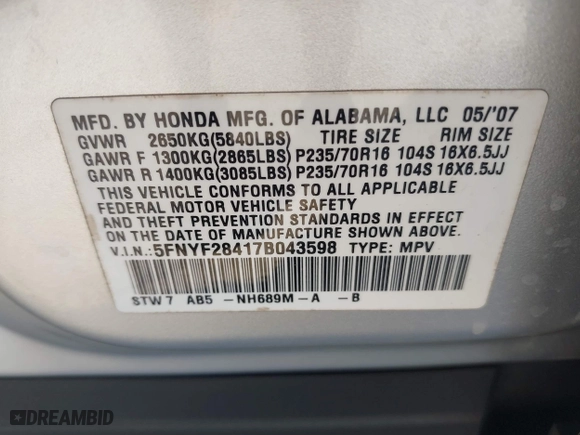 MFD. BY HONDA MFG. OF ALABAMA, LLC 05/'07
GVWR 2650KG(5840LBS) TIRE SIZE RIM SIZE
GAWR F 1300KG(2865LBS) P235/70R16 104S 16X6.5JJ
GAWR R 1400KG(3085LBS) P235/70R16 104S 16X6.5JJ
THIS VEHICLE CONFORMS TO ALL APPLICABLE
FEDERAL MOTOR VEHICLE SAFETY
AND THEFT PREVENTION STANDARDS IN EFFECT
ON THE DATE OF MANUFACTURE SHOWN ABOVE.
V.I.N.: 5FNYF28417B043598 TYPE: MPV
STW7 AB5 -NH689M-A -B
DREAMBID